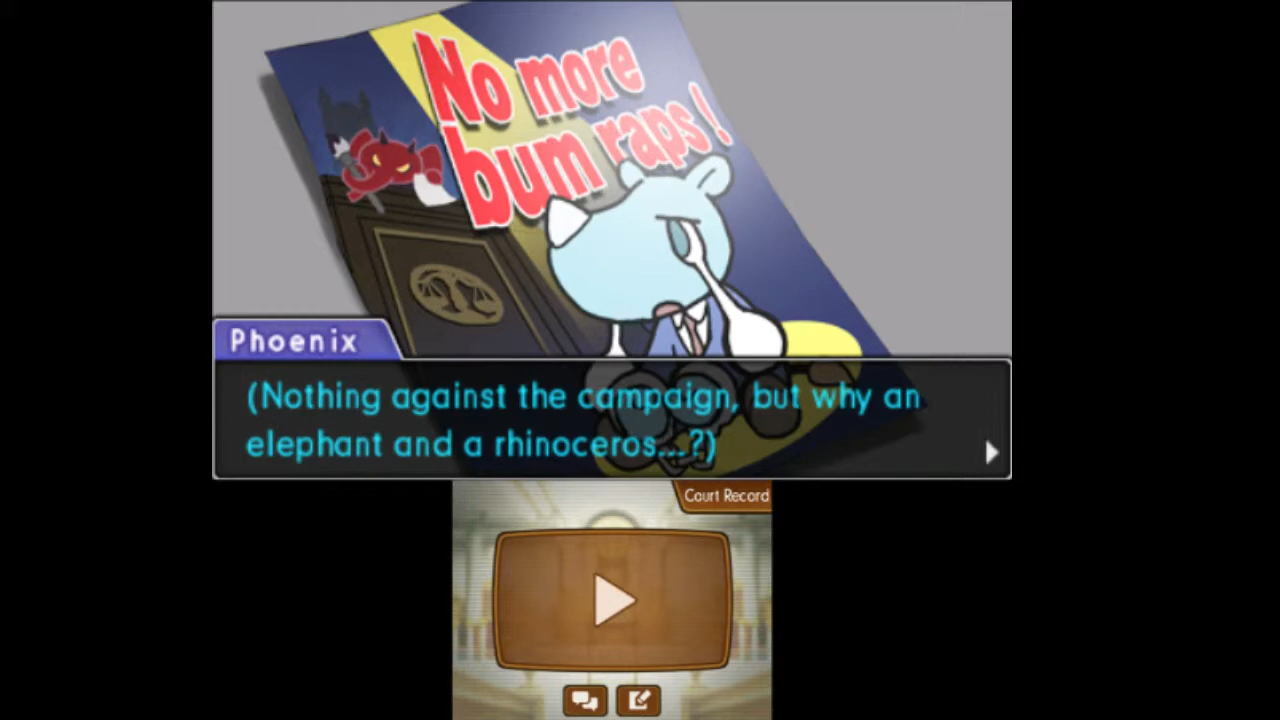 No more
bum raps!
Phoenix
(Nothing against the campaign, but why an
elephant and a rhinoceros...?)
Court Record